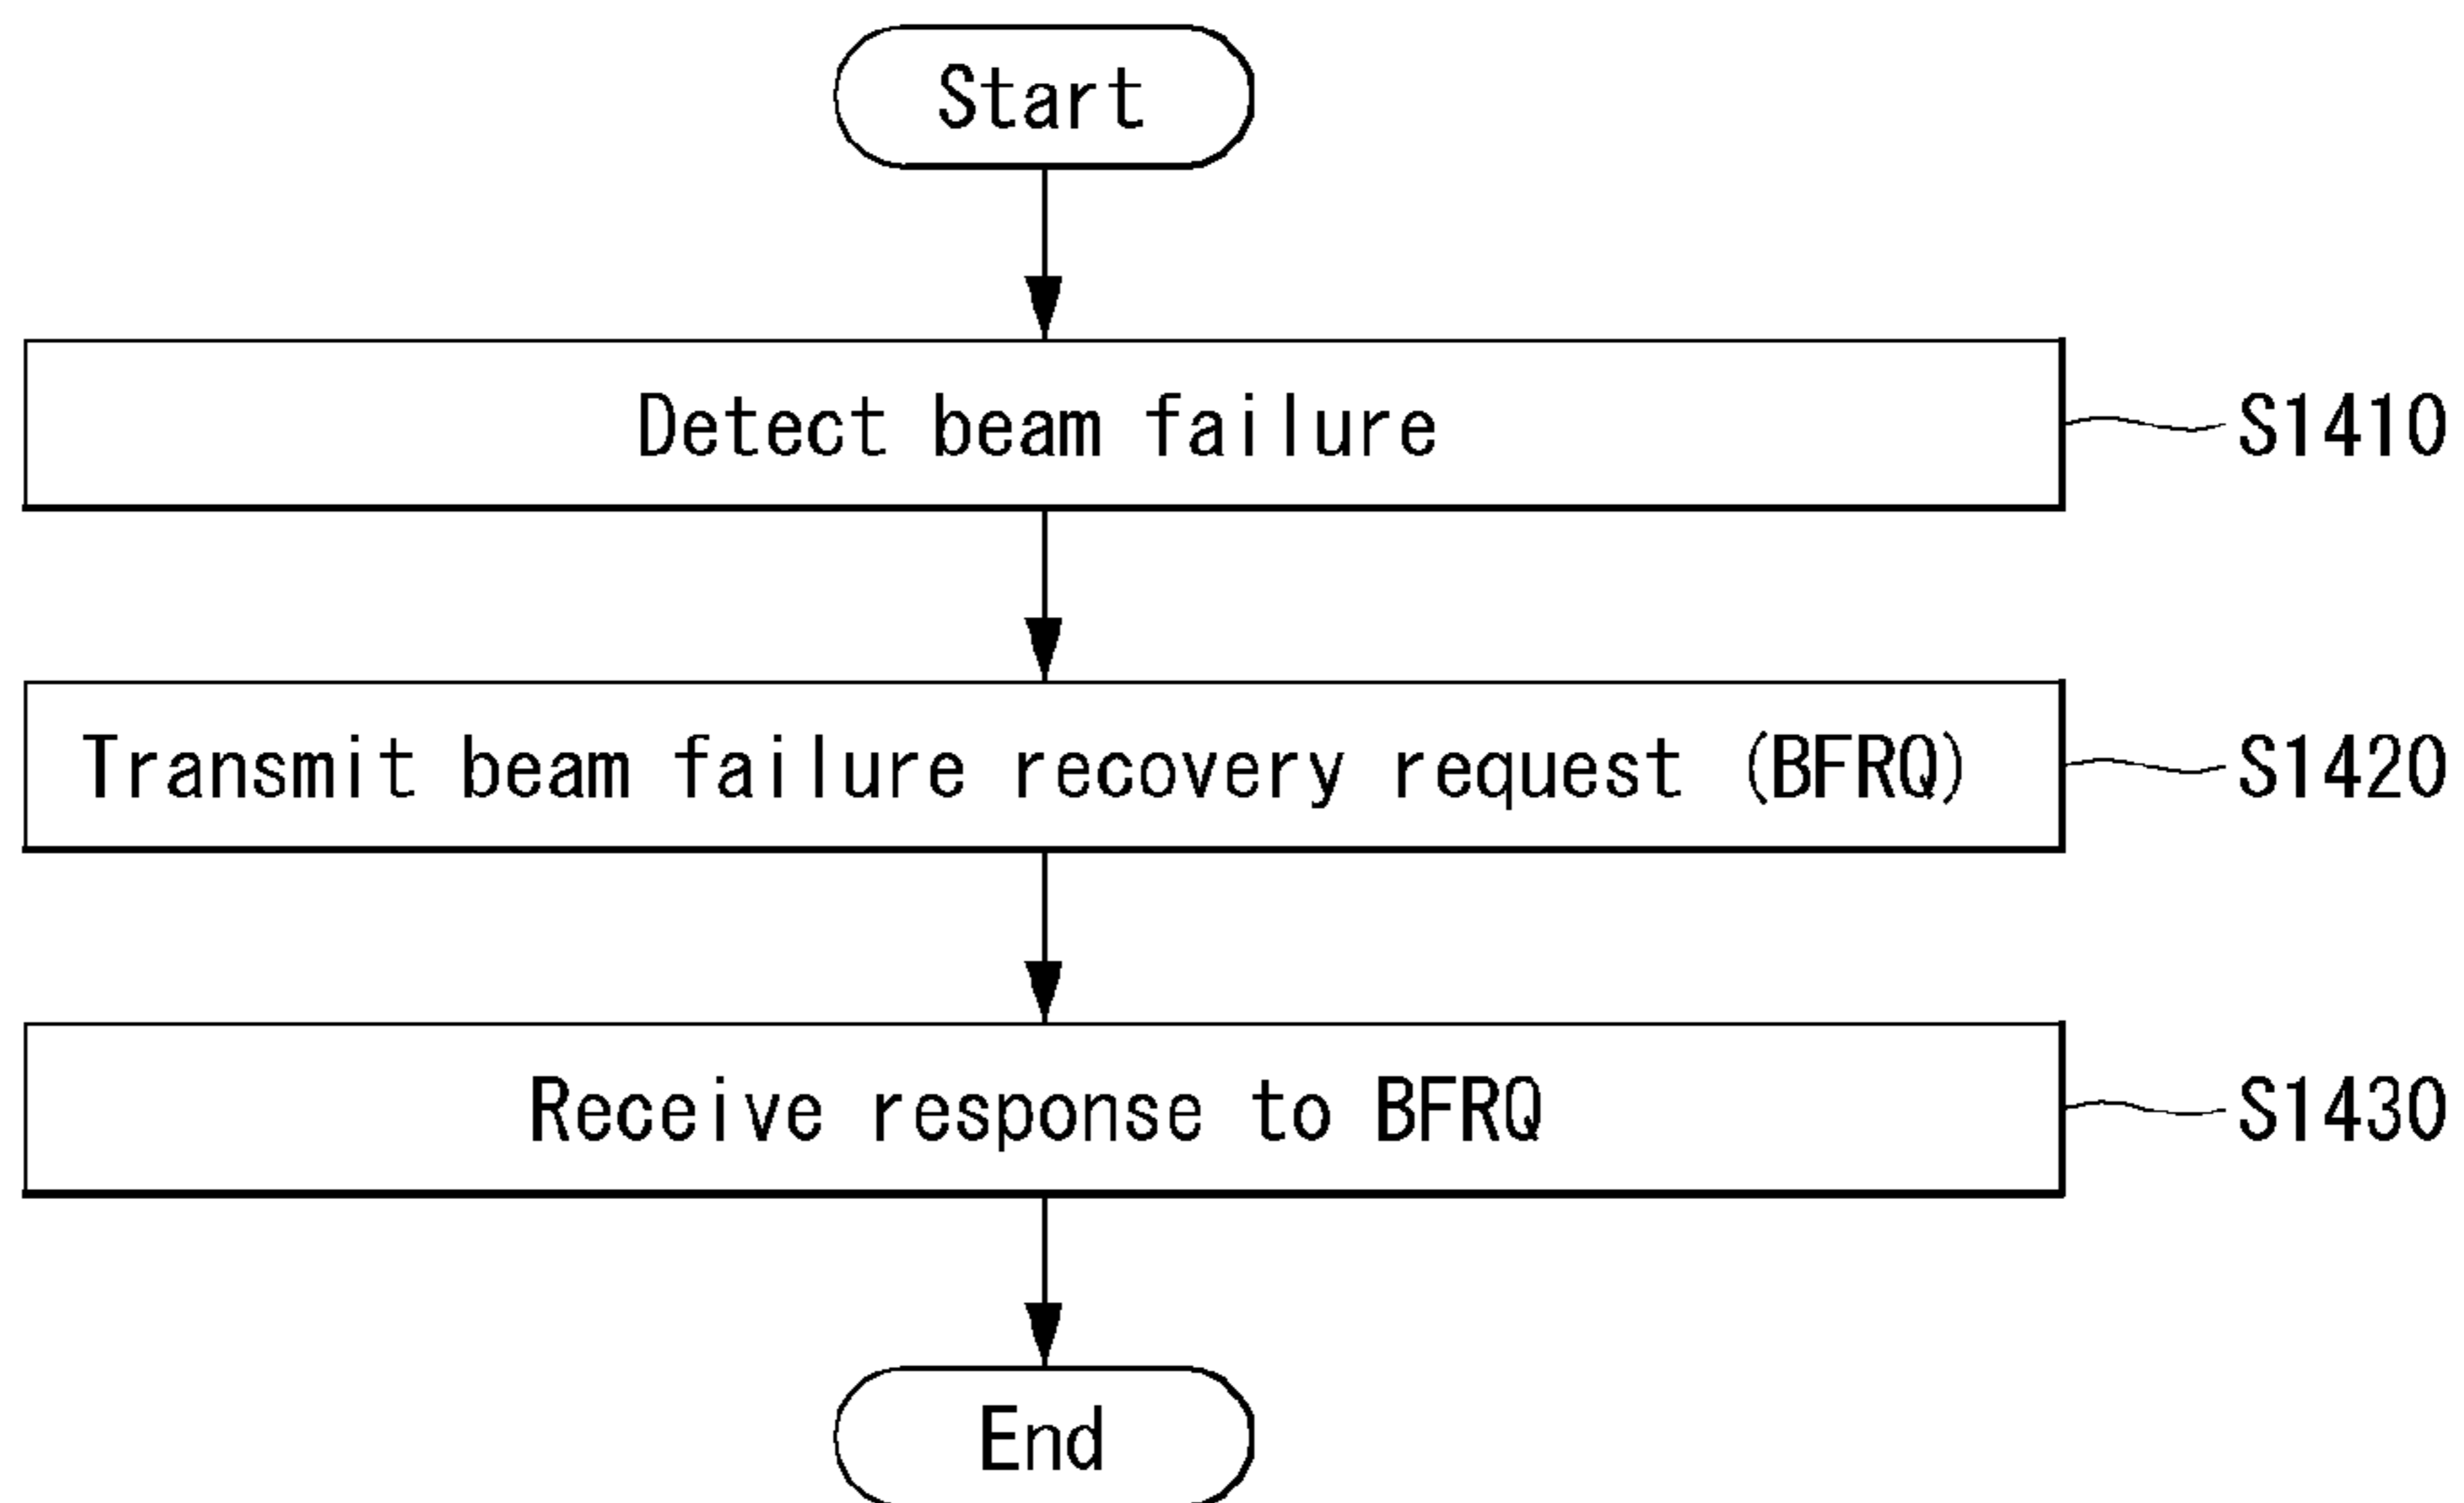 Start
Detect beam failure
S1410
Transmit beam failure recovery request (BFRQ)
S1420
Receive response to BFRQ
S1430
End